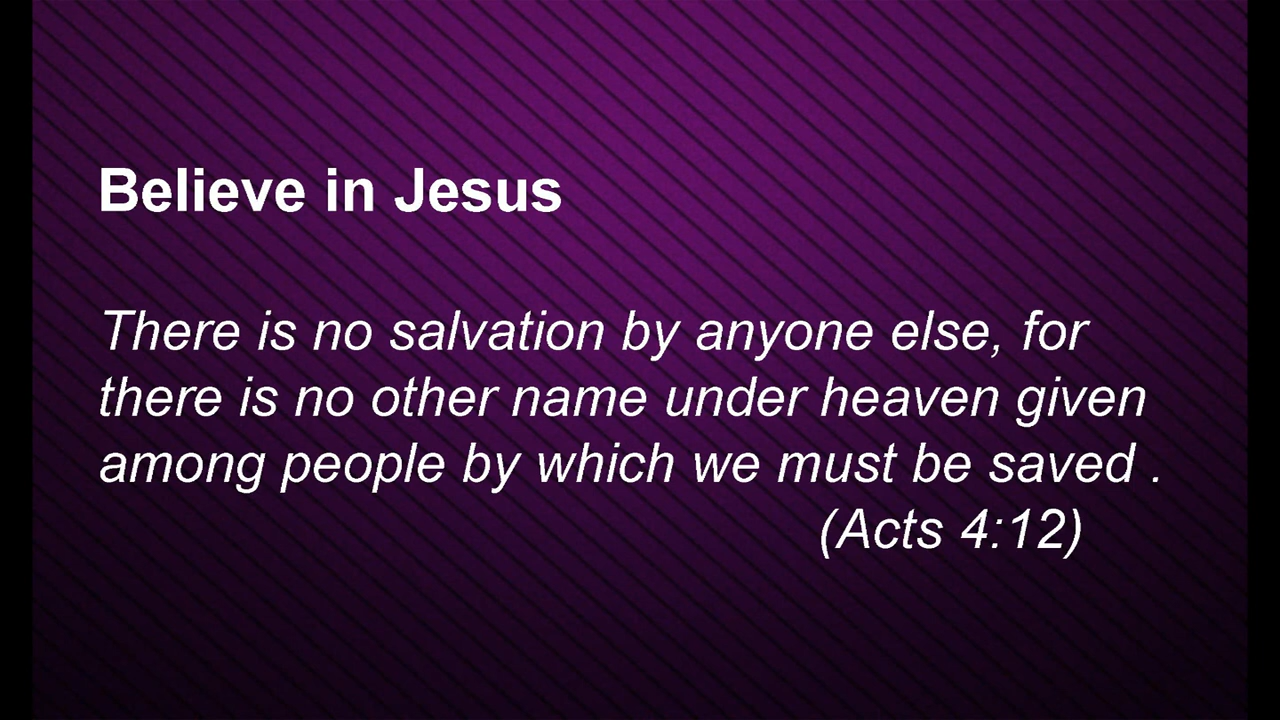 Believe in Jesus
There is no salvation by anyone else, for
there is no other name under heaven given
among people by which we must be saved .
(Acts 4:12)